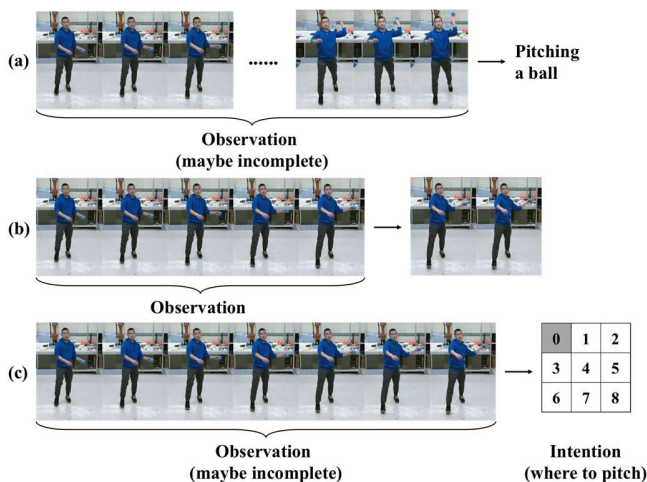 (a)
......
Pitching
a ball
Observation
(maybe incomplete)
(b)
Observation
(c)
0 1 2
3 4 5
6 7 8
Observation
(maybe incomplete)
Intention
(where to pitch)